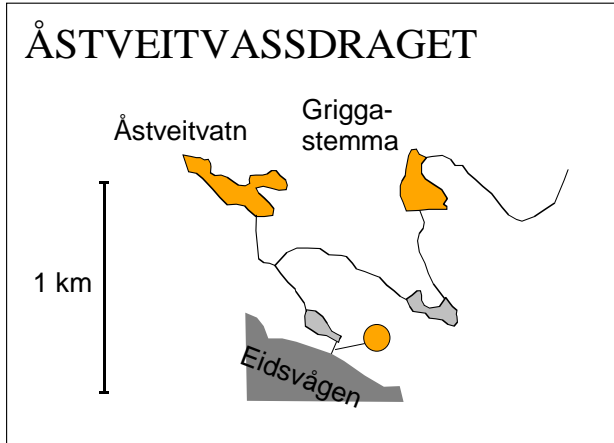 ÅSTVEITVASSDRAGET
Grigga-
stemma
Åstveitvatn
1 km
Eidsvågen